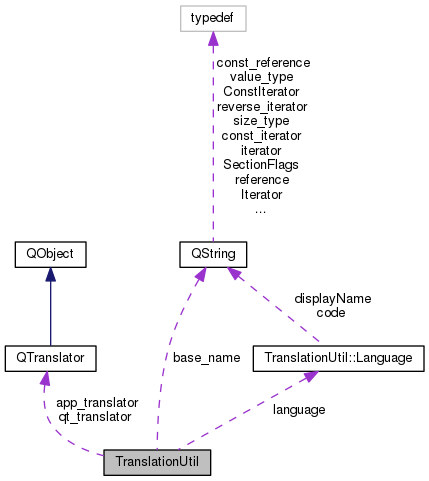 typedef
const_reference
value_type
ConstIterator
reverse_iterator
size_type
const_iterator
iterator
SectionFlags
reference
Iterator
...
QObject
QString
displayName
code
QTranslator
base_name
TranslationUtil::Language
app_translator
qt_translator
language
TranslationUtil